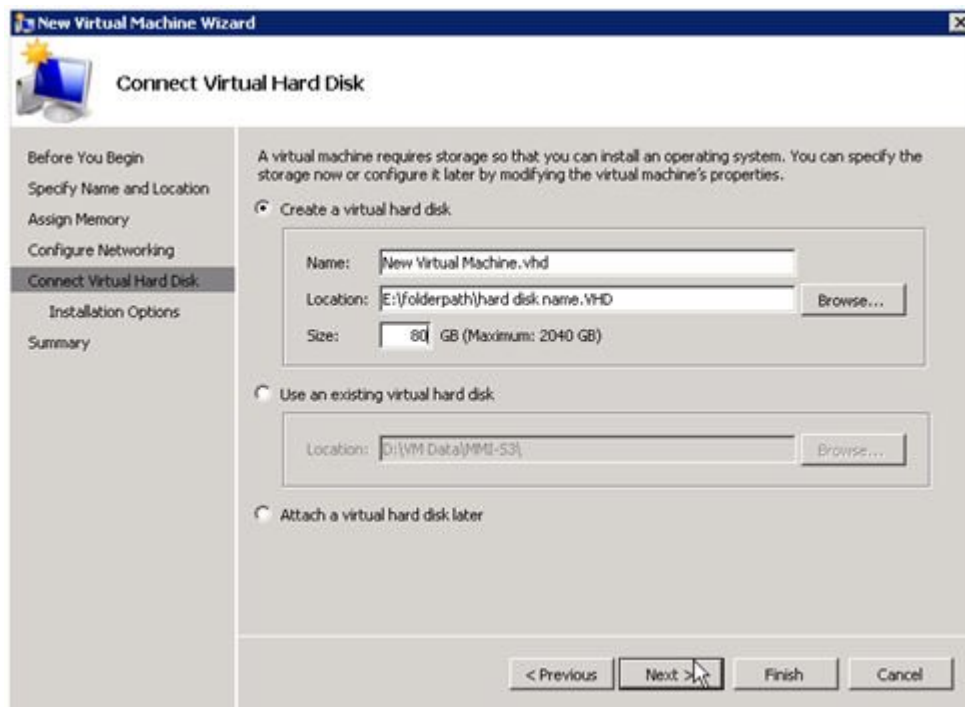 New Virtual Machine Wizard
Connect Virtual Hard Disk
Before You Begin
Specify Name and Location
Assign Memory
Configure Networking
Connect Virtual Hard Disk
Installation Options
Summary
A virtual machine requires storage so that you can install an operating system. You can specify the
storage now or configure it later by modifying the virtual machine's properties.
Create a virtual hard disk
Name: New Virtual Machine.vhd
Location: E:\folderpath\hard disk name.VHD Browse...
Size: 80 GB (Maximum: 2040 GB)
Use an existing virtual hard disk
Location: D:\VM Data\MMI-S3\ Browse...
Attach a virtual hard disk later
< Previous Next > Finish Cancel